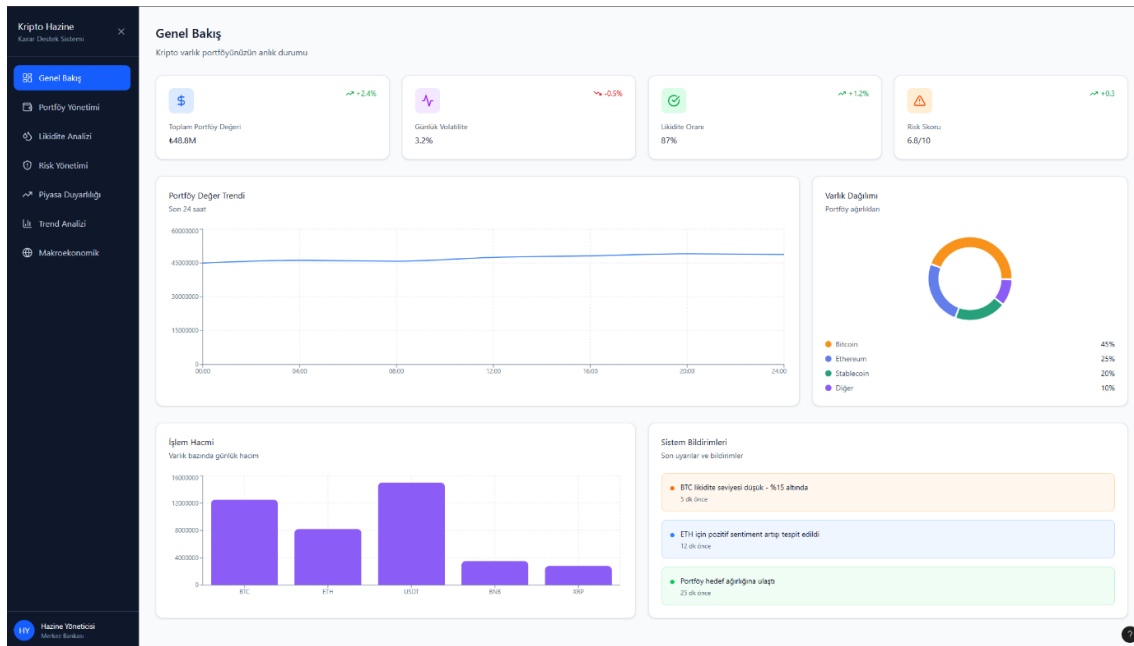 Kripto Hazine
Karar Destek Sistemi
Genel Bakış
Portföy Yönetimi
Likidite Analizi
Risk Yönetimi
Piyasa Duyarlılığı
Trend Analizi
Makroekonomik
HY
Hazine Yöneticisi
Merkez Bankası
Genel Bakış
Kripto varlık portföyünüzün anlık durumu
+2.4%
Toplam Portföy Değeri
₺48.8M
-0.5%
Günlük Volatilite
3.2%
+1.2%
Likidite Oranı
87%
+0.3
Risk Skoru
6.8/10
Portföy Değer Trendi
Son 24 saat
60000000
45000000
30000000
15000000
0
00:00 04:00 08:00 12:00 16:00 20:00 24:00
Varlık Dağılımı
Portföy ağırlıkları
Bitcoin 45%
Ethereum 25%
Stablecoin 20%
Diğer 10%
İşlem Hacmi
Varlık bazında günlük hacim
16000000
12000000
8000000
4000000
0
BTC ETH USDT BNB XRP
Sistem Bildirimleri
Son uyarılar ve bildirimler
BTC likidite seviyesi düşük - %15 altında
5 dk önce
ETH için pozitif sentiment artışı tespit edildi
12 dk önce
Portföy hedef ağırlığına ulaştı
25 dk önce
?